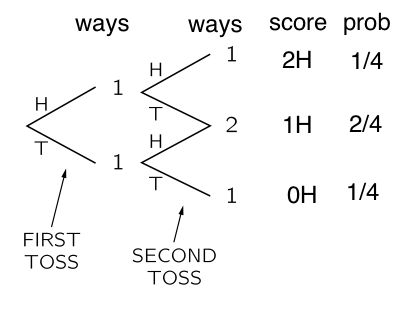 ways ways score prob
H 1 2H 1/4
H 1
T
1H 2/4
2
T H
1
T 1 0H 1/4
FIRST
TOSS
SECOND
TOSS